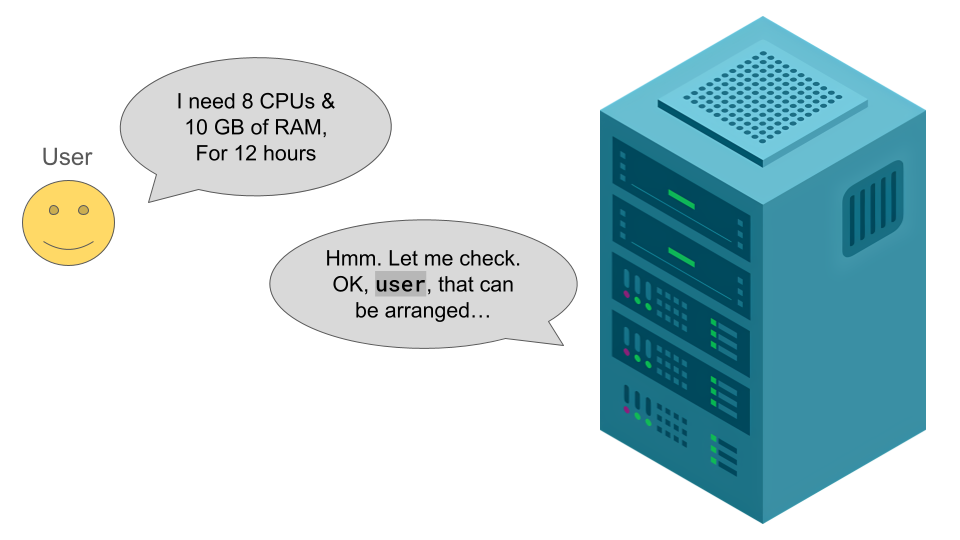 User
I need 8 CPUs &
10 GB of RAM,
For 12 hours
Hmm. Let me check.
OK, user, that can
be arranged…